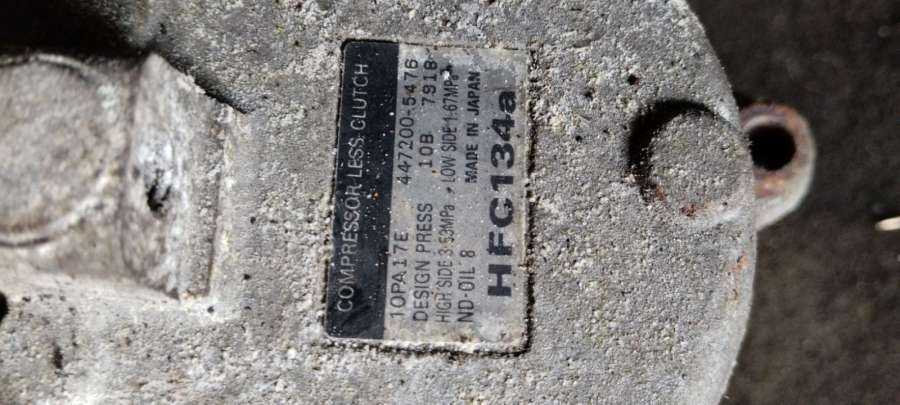 COMPRESSOR LESS CLUTCH
10PA17E 447200-5476
DESIGN PRESS ,10B 7918
HIGH SIDE 3.53MPa, LOW SIDE 1.67MPa
ND-OIL 8 MADE IN JAPAN
HFC134a